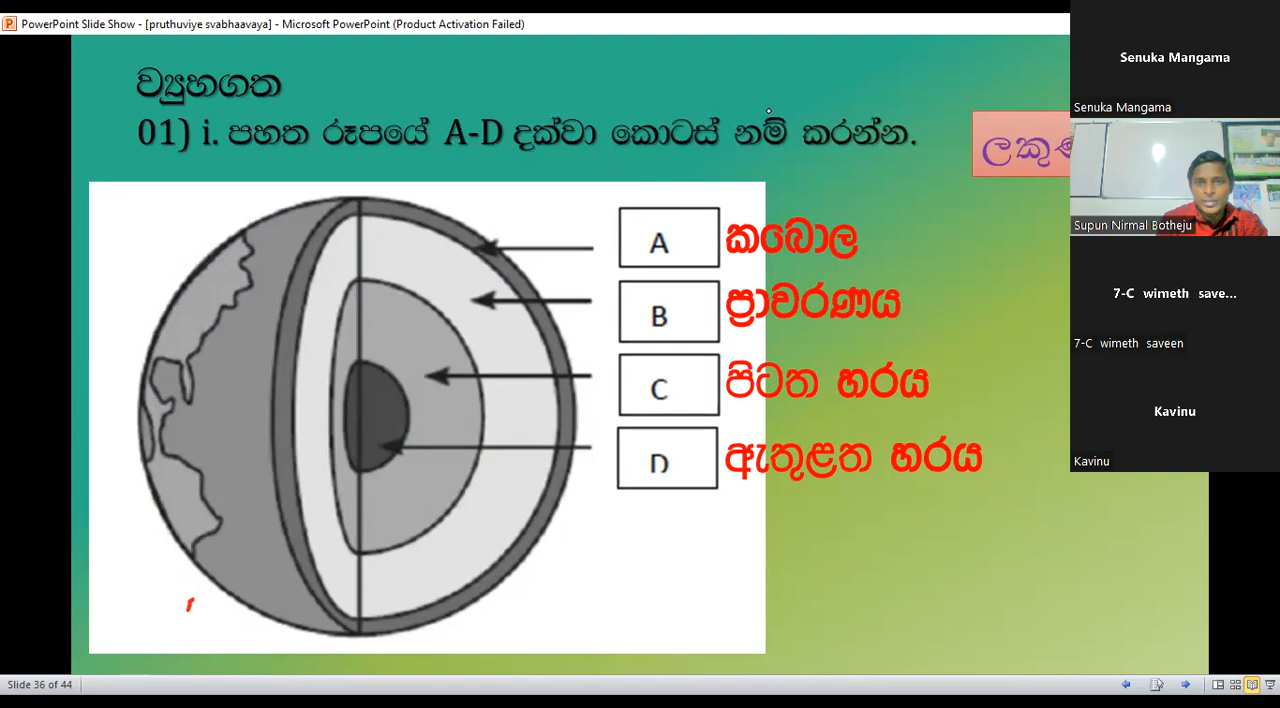 PowerPoint Slide Show - [pruthuviye svabhaavaya] - Microsoft PowerPoint (Product Activation Failed)
ව්‍යුහගත
01) i. පහත රූපයේ A-D දක්වා කොටස් නම් කරන්න.
A කබොල
B ප්‍රාවරණය
C පිටත හරය
D ඇතුළත හරය
Senuka Mangama
Senuka Mangama
Supun Nirmal Botheju
7-C wimeth save...
7-C wimeth saveen
Kavinu
Kavinu
Slide 36 of 44